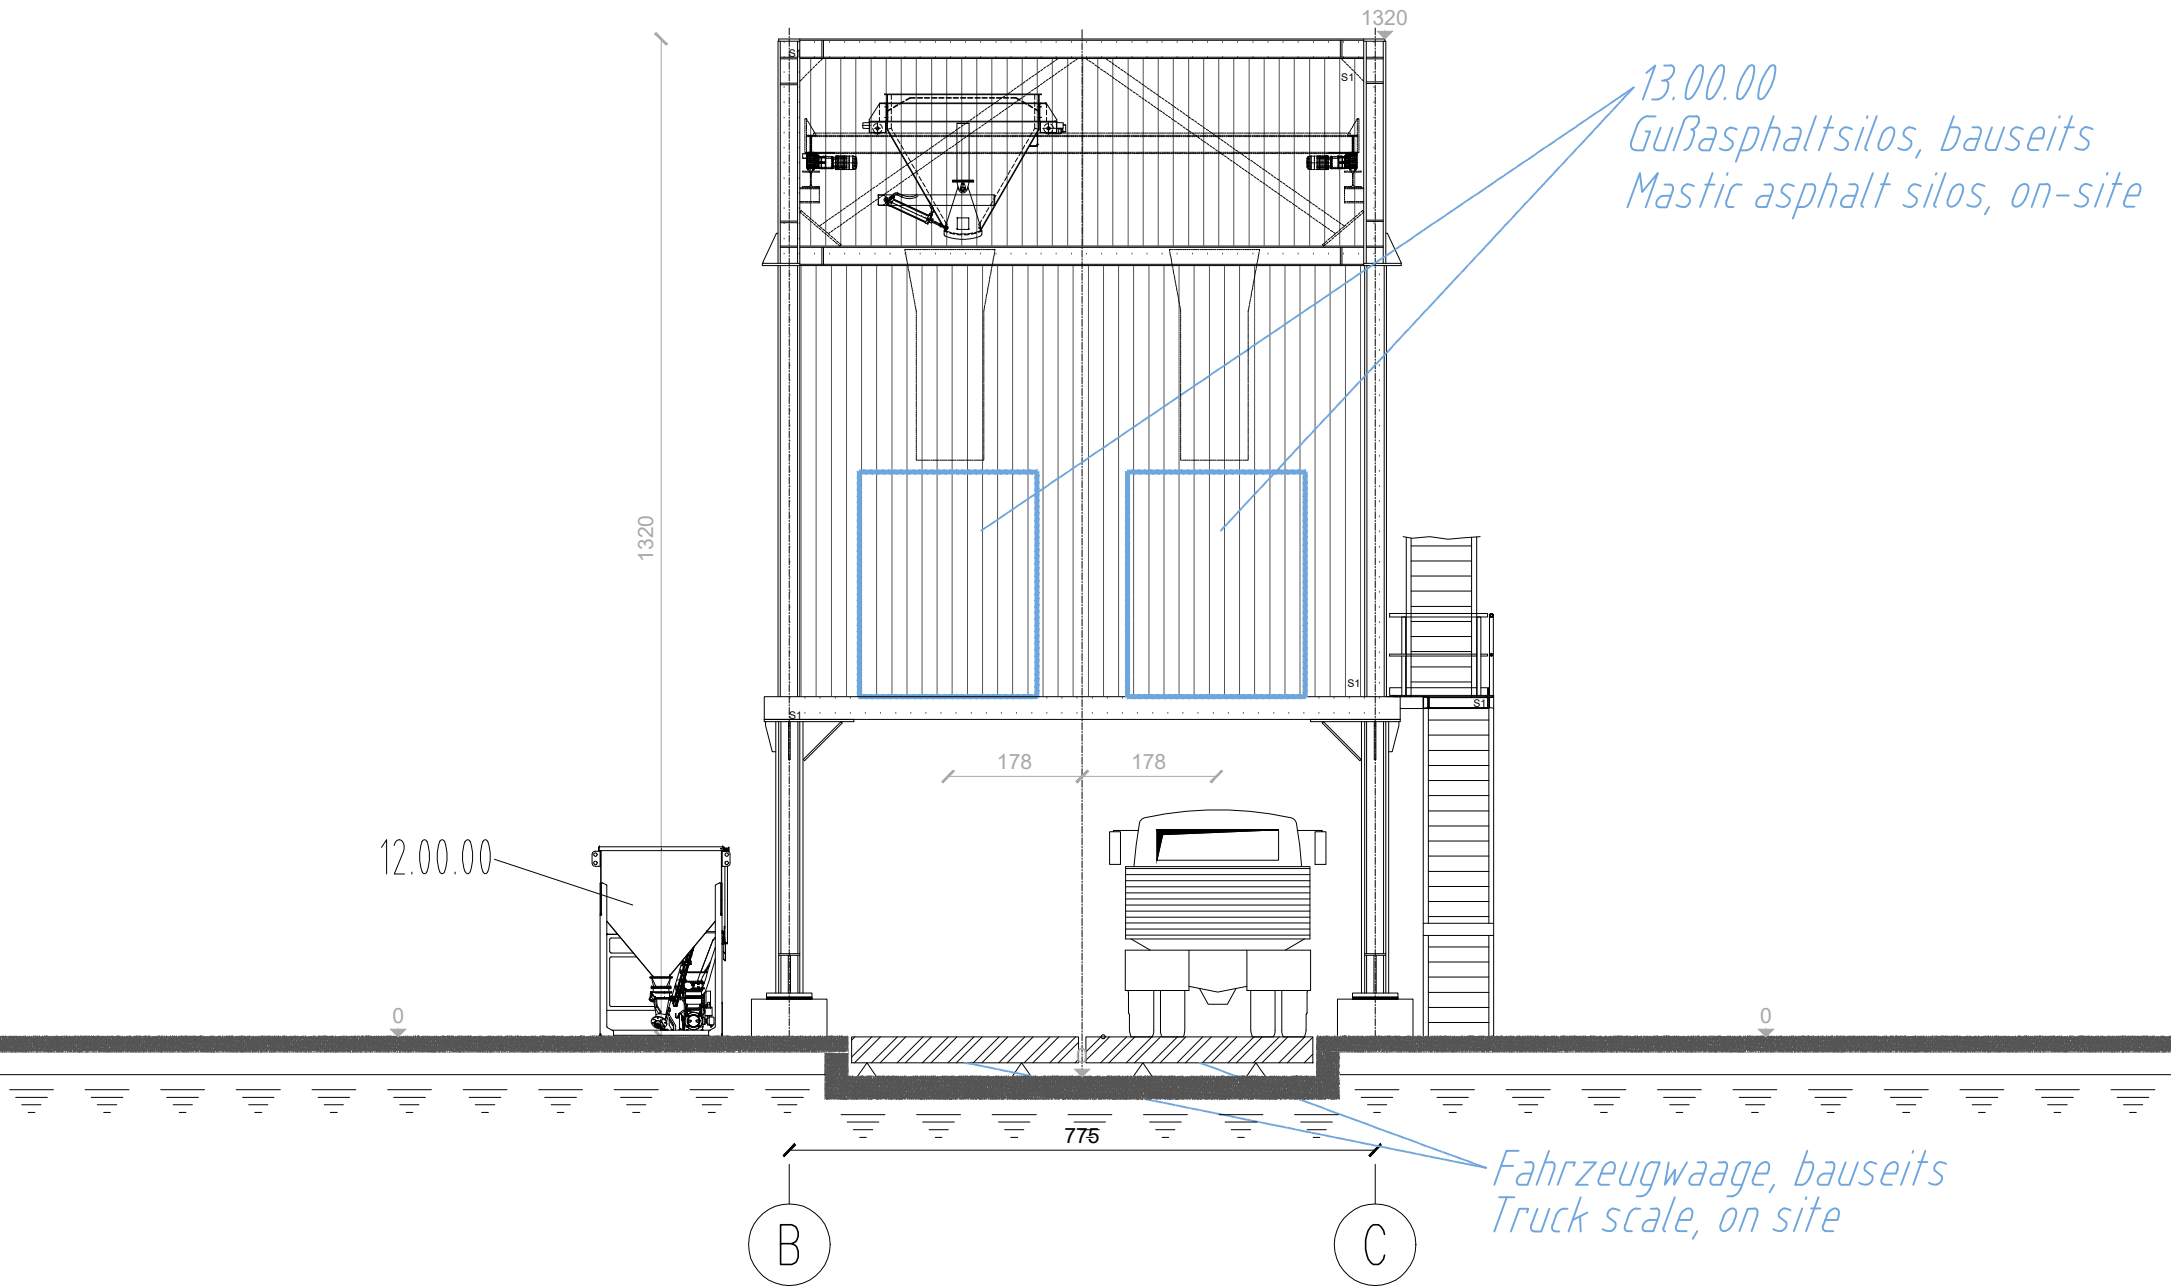 1320
S1
S1
13.00.00
Gußasphaltsilos, bauseits
Mastic asphalt silos, on-site
1320
S1
S1
S1
178
178
12.00.00
0
0
775
Fahrzeugwaage, bauseits
Truck scale, on site
B
C